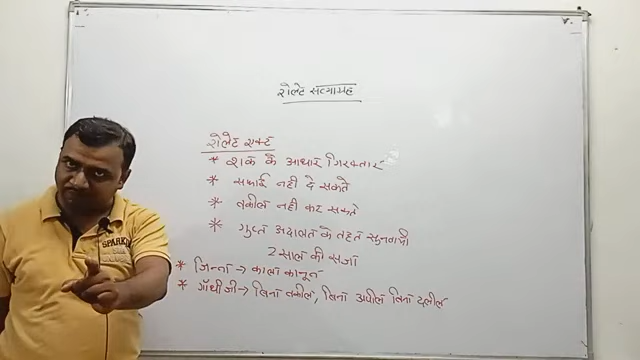 रोलेट सत्याग्रह
रोलेट एक्ट
* शक के आधार गिरफ्तार
* सफाई नही दे सकते
* वकील नही कर सकते
* गुप्त अदालत के तहत सुनवायी
2 साल की सजा
* जिन्ना → काला कानून
* गाँधी जी → बिना वकील, बिना अपील बिना दलील
SPARKIN